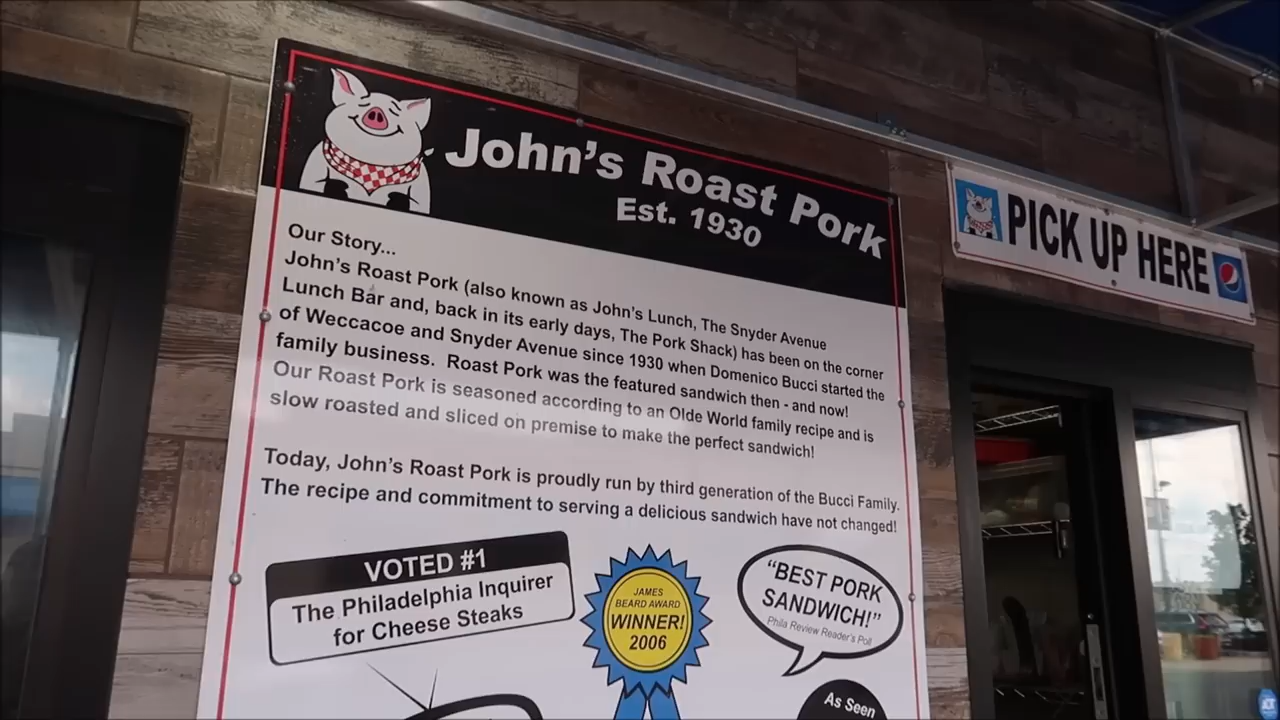 John's Roast Pork
Est. 1930
PICK UP HERE
Our Story...
John's Roast Pork (also known as John's Lunch, The Snyder Avenue
Lunch Bar and, back in its early days, The Pork Shack) has been on the corner
of Weccacoe and Snyder Avenue since 1930 when Domenico Bucci started the
family business. Roast Pork was the featured sandwich then - and now!
Our Roast Pork is seasoned according to an Olde World family recipe and is
slow roasted and sliced on premise to make the perfect sandwich!
Today, John's Roast Pork is proudly run by third generation of the Bucci Family.
The recipe and commitment to serving a delicious sandwich have not changed!
VOTED #1
The Philadelphia Inquirer
for Cheese Steaks
JAMES
BEARD AWARD
WINNER!
2006
"BEST PORK
SANDWICH!"
Phila Review Reader's Poll
As Seen
ADT